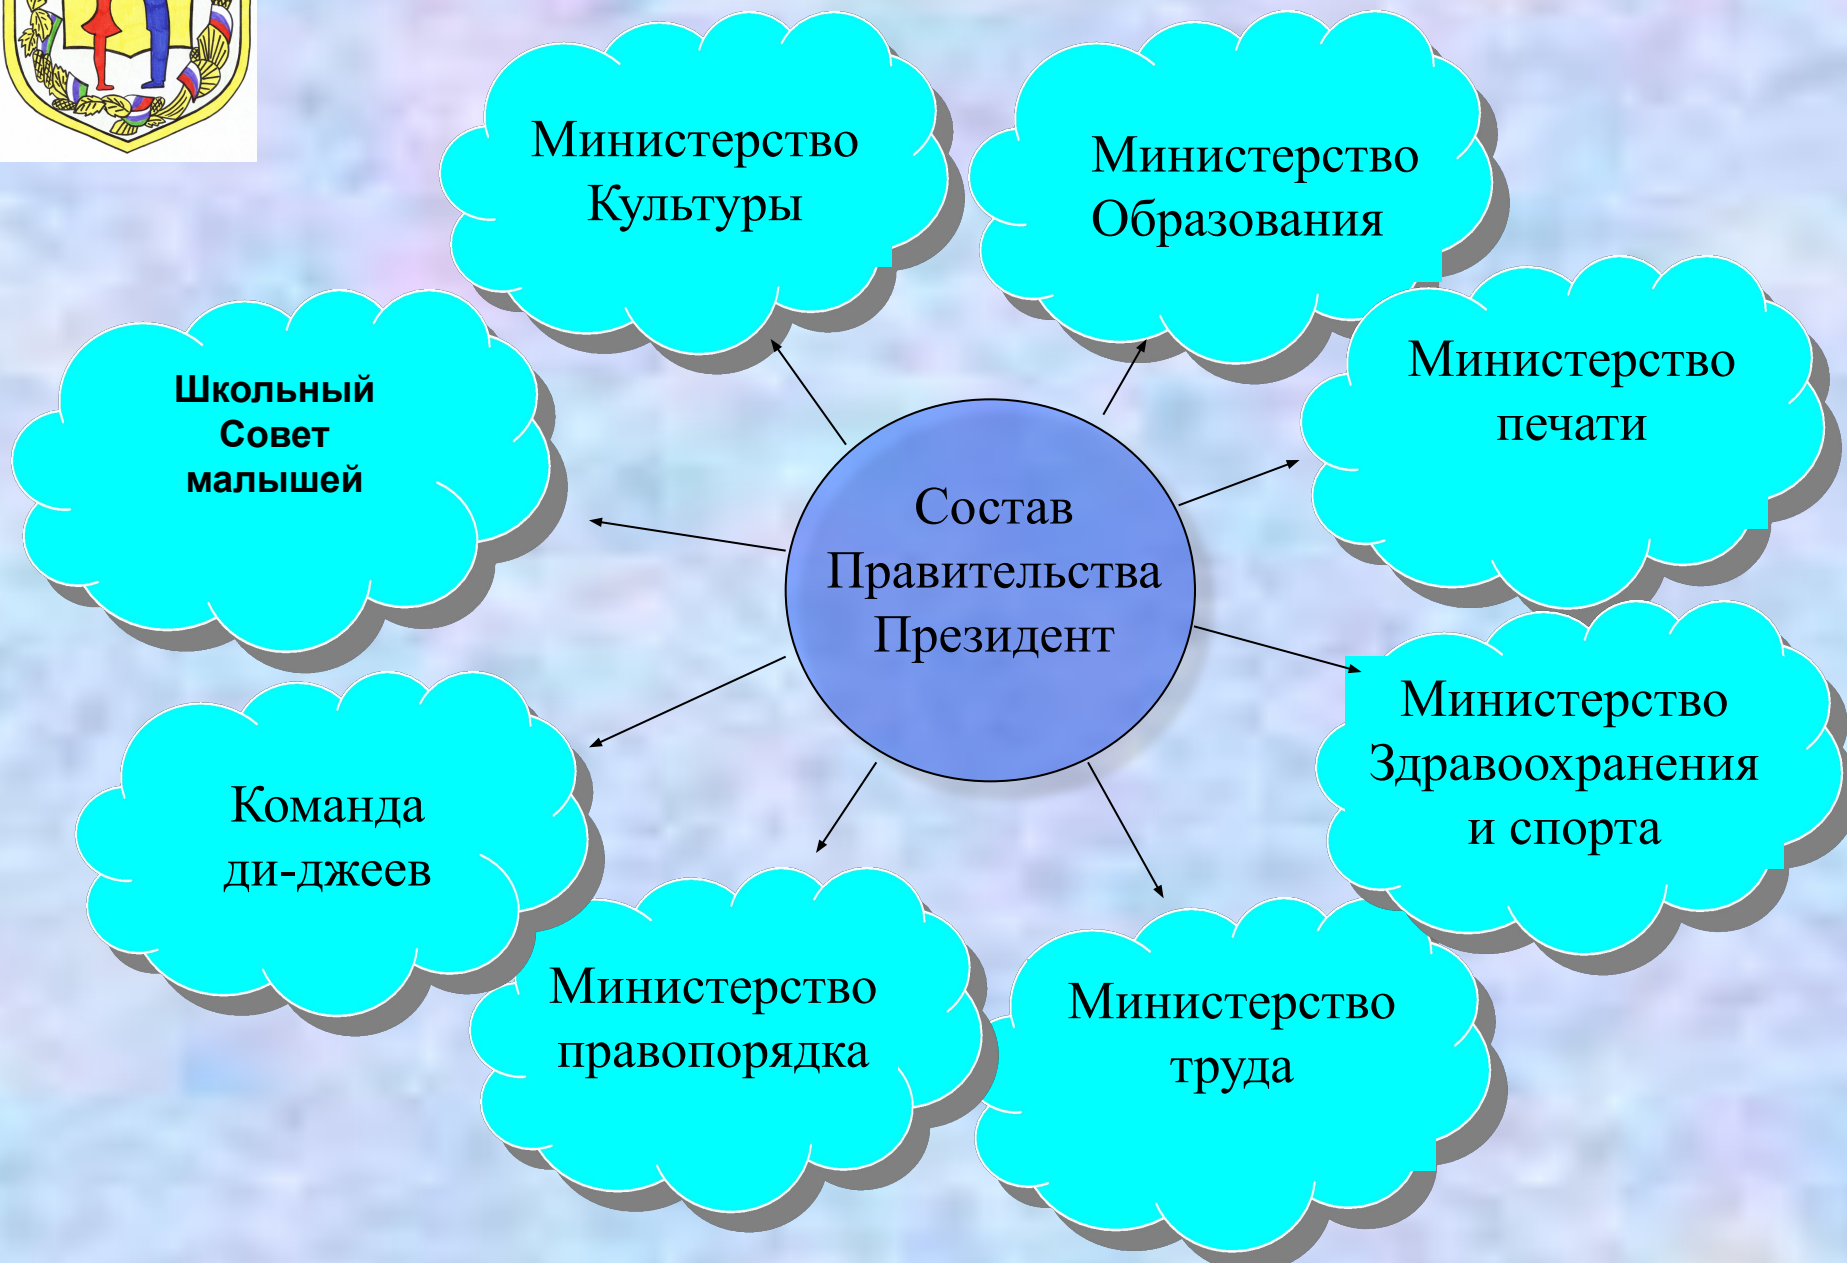 Министерство
Культуры
Министерство
Образования
Школьный
Совет
малышей
Министерство
печати
Состав
Правительства
Президент
Министерство
Здравоохранения
и спорта
Команда
ди-джеев
Министерство
правопорядка
Министерство
труда